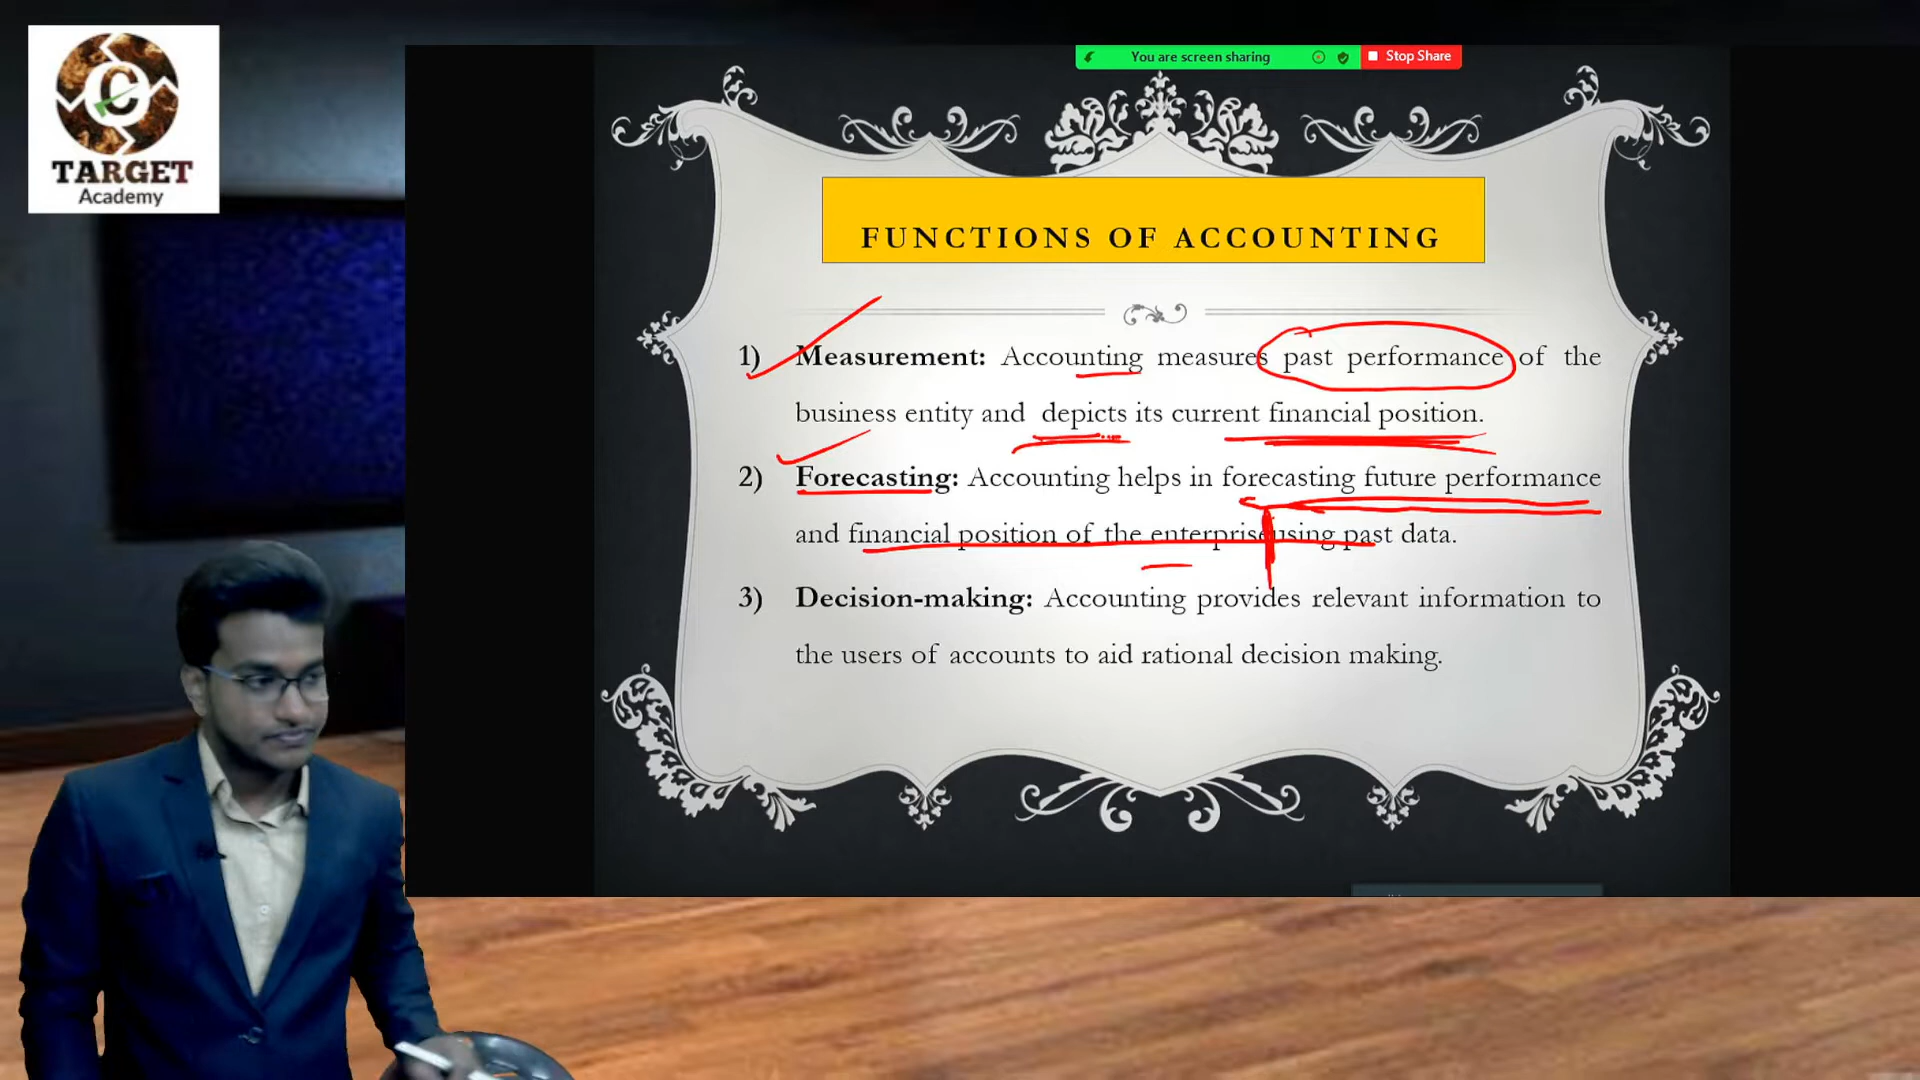 C
TARGET
Academy
You are screen sharing
Stop Share
FUNCTIONS OF ACCOUNTING
1) Measurement: Accounting measures past performance of the
business entity and depicts its current financial position.
2) Forecasting: Accounting helps in forecasting future performance
and financial position of the enterprise using past data.
3) Decision-making: Accounting provides relevant information to
the users of accounts to aid rational decision making.